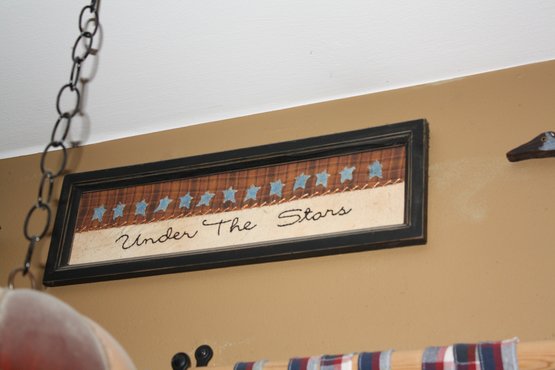 Under The Stars